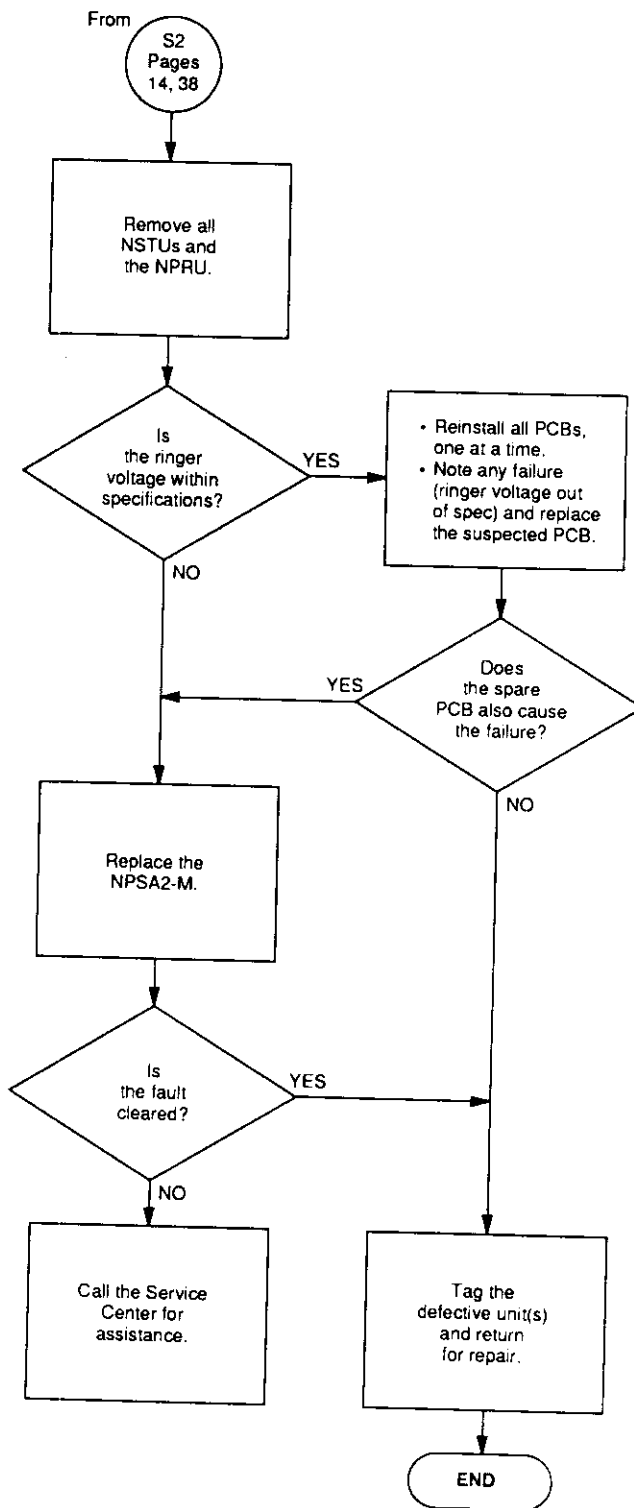 From
S2
Pages
14, 38
Remove all
NSTUs and
the NPRU.
Is
the ringer
voltage within
specifications?
YES
NO
• Reinstall all PCBs,
one at a time.
• Note any failure
(ringer voltage out
of spec) and replace
the suspected PCB.
Does
the spare
PCB also cause
the failure?
YES
NO
Replace the
NPSA2-M.
Is
the fault
cleared?
YES
NO
Call the Service
Center for
assistance.
Tag the
defective unit(s)
and return
for repair.
END